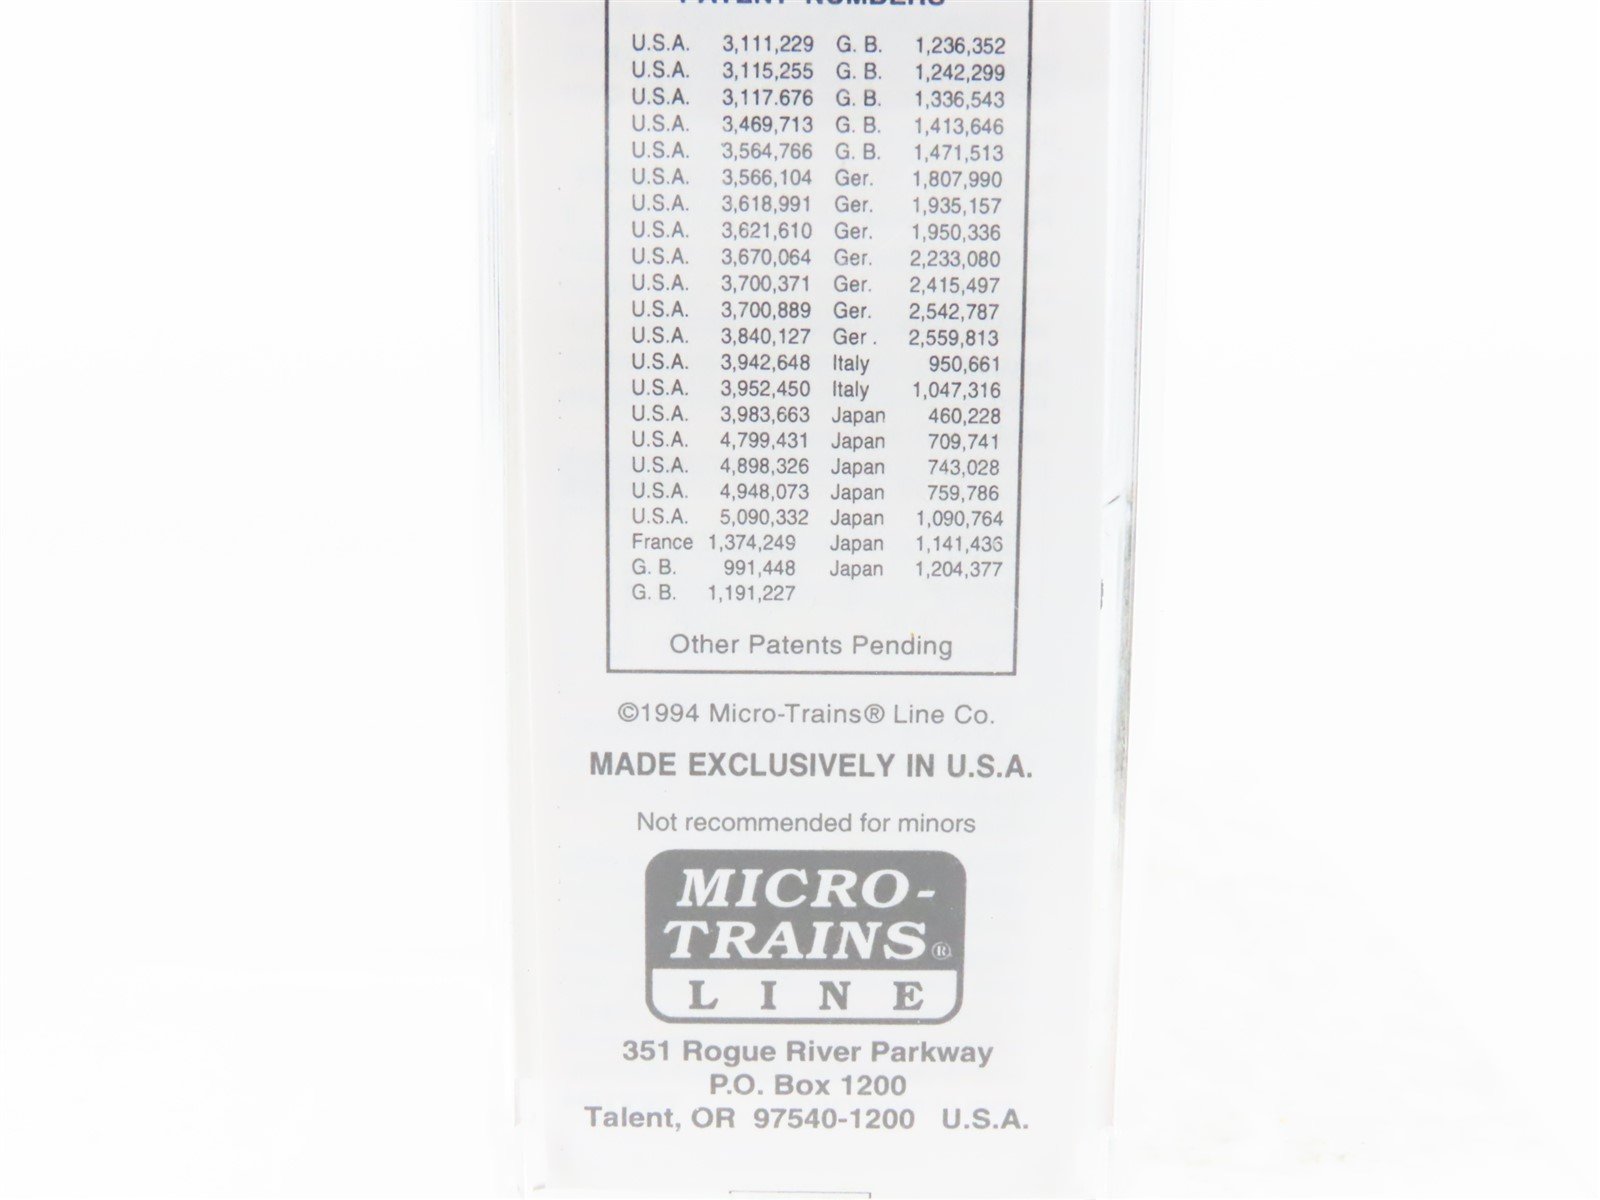 PATENT NUMBERS
U.S.A. 3,111,229 G. B. 1,236,352
U.S.A. 3,115,255 G. B. 1,242,299
U.S.A. 3,117.676 G. B. 1,336,543
U.S.A. 3,469,713 G. B. 1,413,646
U.S.A. 3,564,766 G. B. 1,471,513
U.S.A. 3,566,104 Ger. 1,807,990
U.S.A. 3,618,991 Ger. 1,935,157
U.S.A. 3,621,610 Ger. 1,950,336
U.S.A. 3,670,064 Ger. 2,233,080
U.S.A. 3,700,371 Ger. 2,415,497
U.S.A. 3,700,889 Ger. 2,542,787
U.S.A. 3,840,127 Ger . 2,559,813
U.S.A. 3,942,648 Italy 950,661
U.S.A. 3,952,450 Italy 1,047,316
U.S.A. 3,983,663 Japan 460,228
U.S.A. 4,799,431 Japan 709,741
U.S.A. 4,898,326 Japan 743,028
U.S.A. 4,948,073 Japan 759,786
U.S.A. 5,090,332 Japan 1,090,764
France 1,374,249 Japan 1,141,436
G. B. 991,448 Japan 1,204,377
G. B. 1,191,227
Other Patents Pending
©1994 Micro-Trains® Line Co.
MADE EXCLUSIVELY IN U.S.A.
Not recommended for minors
MICRO-
TRAINS®
LINE
351 Rogue River Parkway
P.O. Box 1200
Talent, OR 97540-1200 U.S.A.